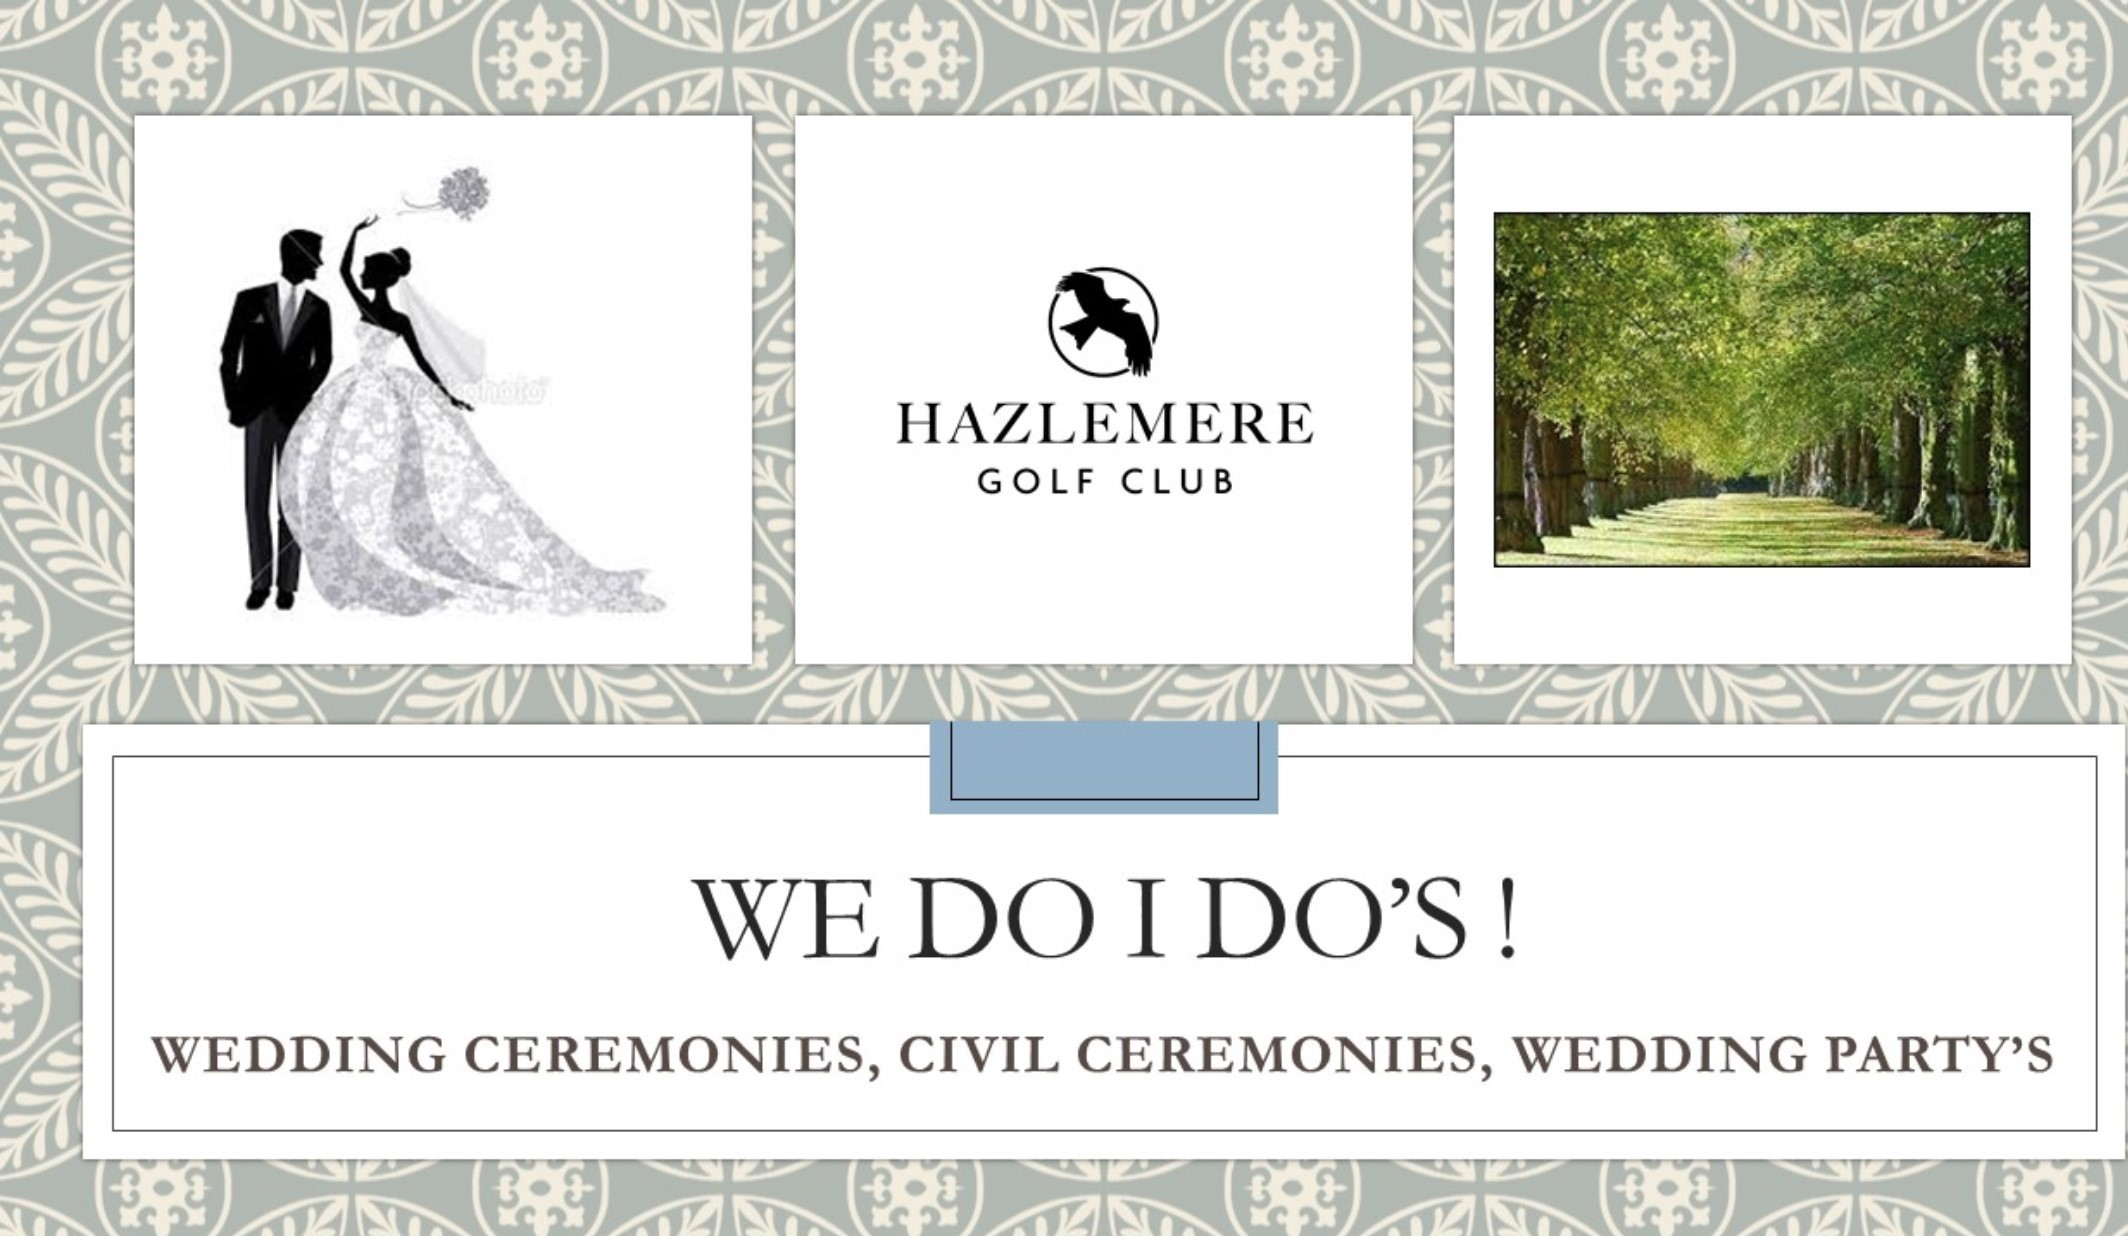 HAZLEMERE
GOLF CLUB
WE DO I DO’S !
WEDDING CEREMONIES, CIVIL CEREMONIES, WEDDING PARTY’S